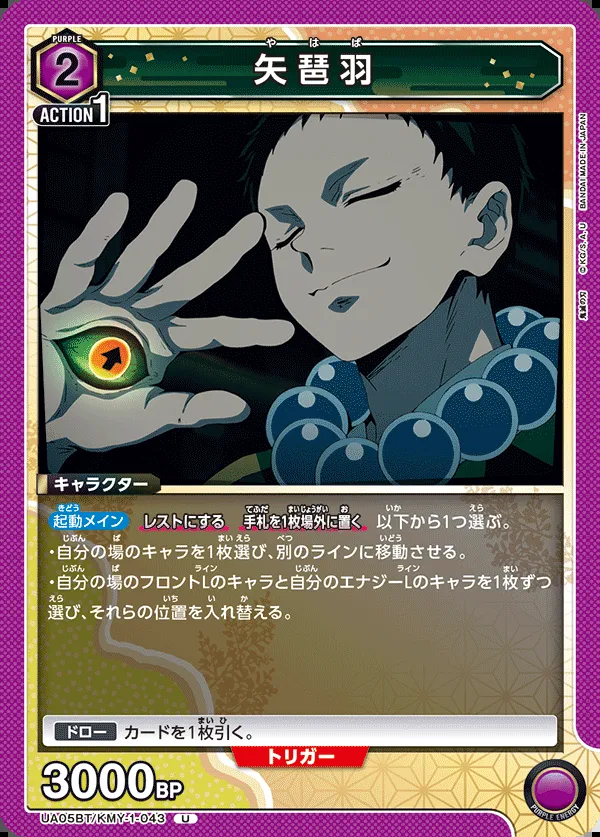 PURPLE
2
ACTION 1
やはば
矢琶羽
©KG/S,A,U BANDAI MADE IN JAPAN
鬼滅の刃
キャラクター
起動メイン レストにする 手札を1枚場外に置く 以下から1つ選ぶ。
・自分の場のキャラを1枚選び、別のラインに移動させる。
・自分の場のフロントLのキャラと自分のエナジーLのキャラを1枚ずつ
選び、それらの位置を入れ替える。
ドロー カードを1枚引く。
トリガー
3000BP
UA05BT/KMY-1-043 U
PURPLE ENERGY